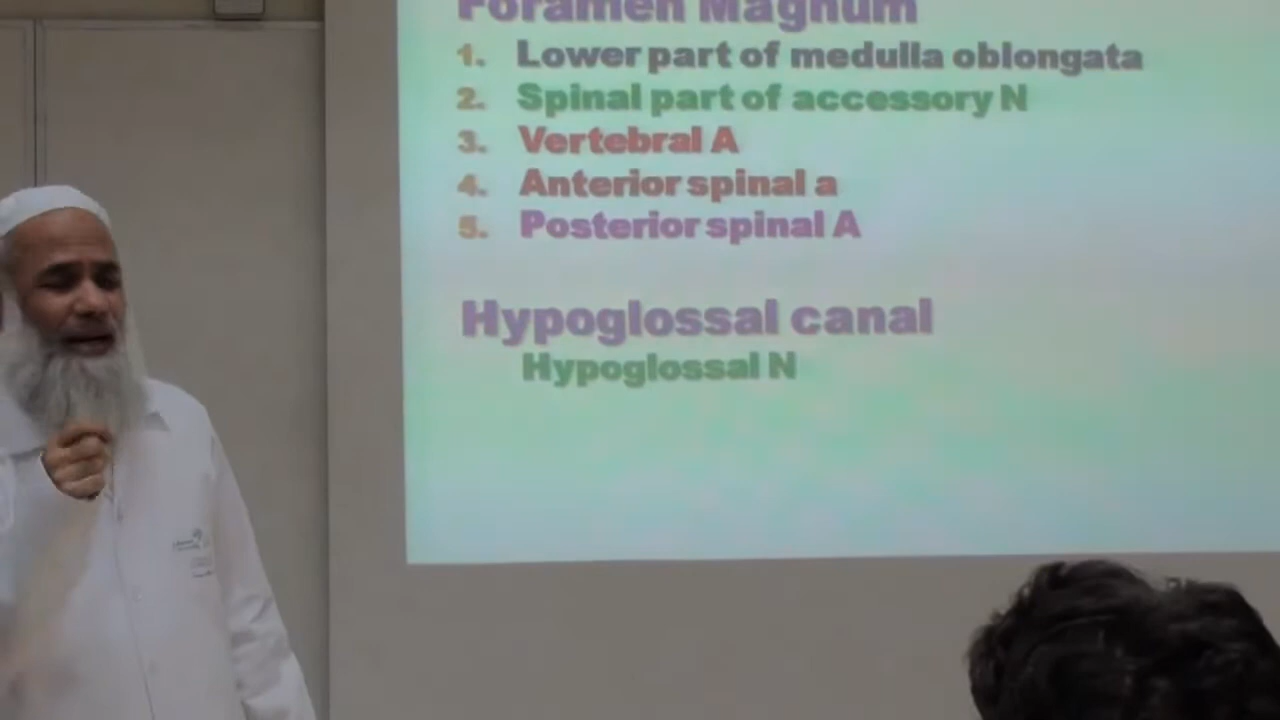 Foramen Magnum
1. Lower part of medulla oblongata
2. Spinal part of accessory N
3. Vertebral A
4. Anterior spinal a
5. Posterior spinal A
Hypoglossal canal
Hypoglossal N